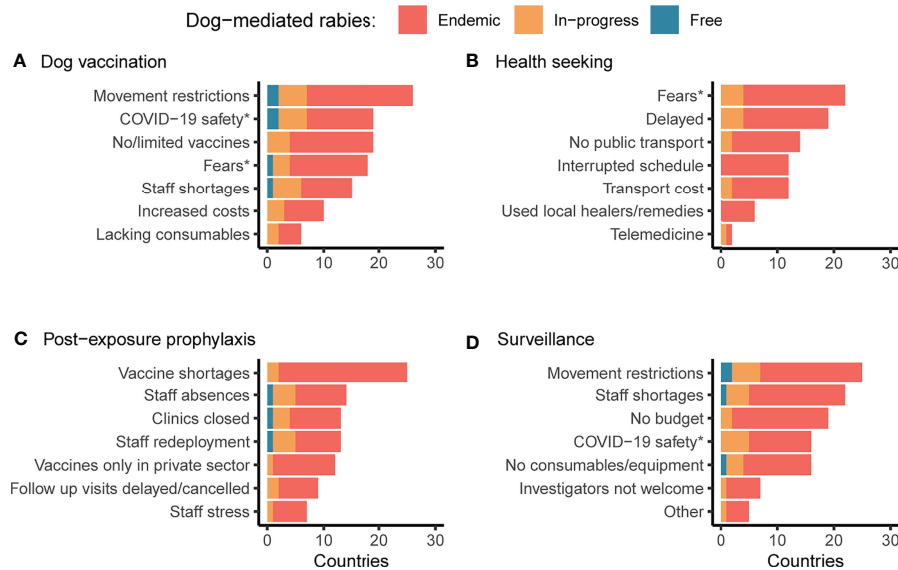 Dog−mediated rabies: Endemic In−progress Free
A Dog vaccination
Movement restrictions
COVID−19 safety*
No/limited vaccines
Fears*
Staff shortages
Increased costs
Lacking consumables
0 10 20 30
B Health seeking
Fears*
Delayed
No public transport
Interrupted schedule
Transport cost
Used local healers/remedies
Telemedicine
0 10 20 30
C Post−exposure prophylaxis
Vaccine shortages
Staff absences
Clinics closed
Staff redeployment
Vaccines only in private sector
Follow up visits delayed/cancelled
Staff stress
0 10 20 30
Countries
D Surveillance
Movement restrictions
Staff shortages
No budget
COVID−19 safety*
No consumables/equipment
Investigators not welcome
Other
0 10 20 30
Countries